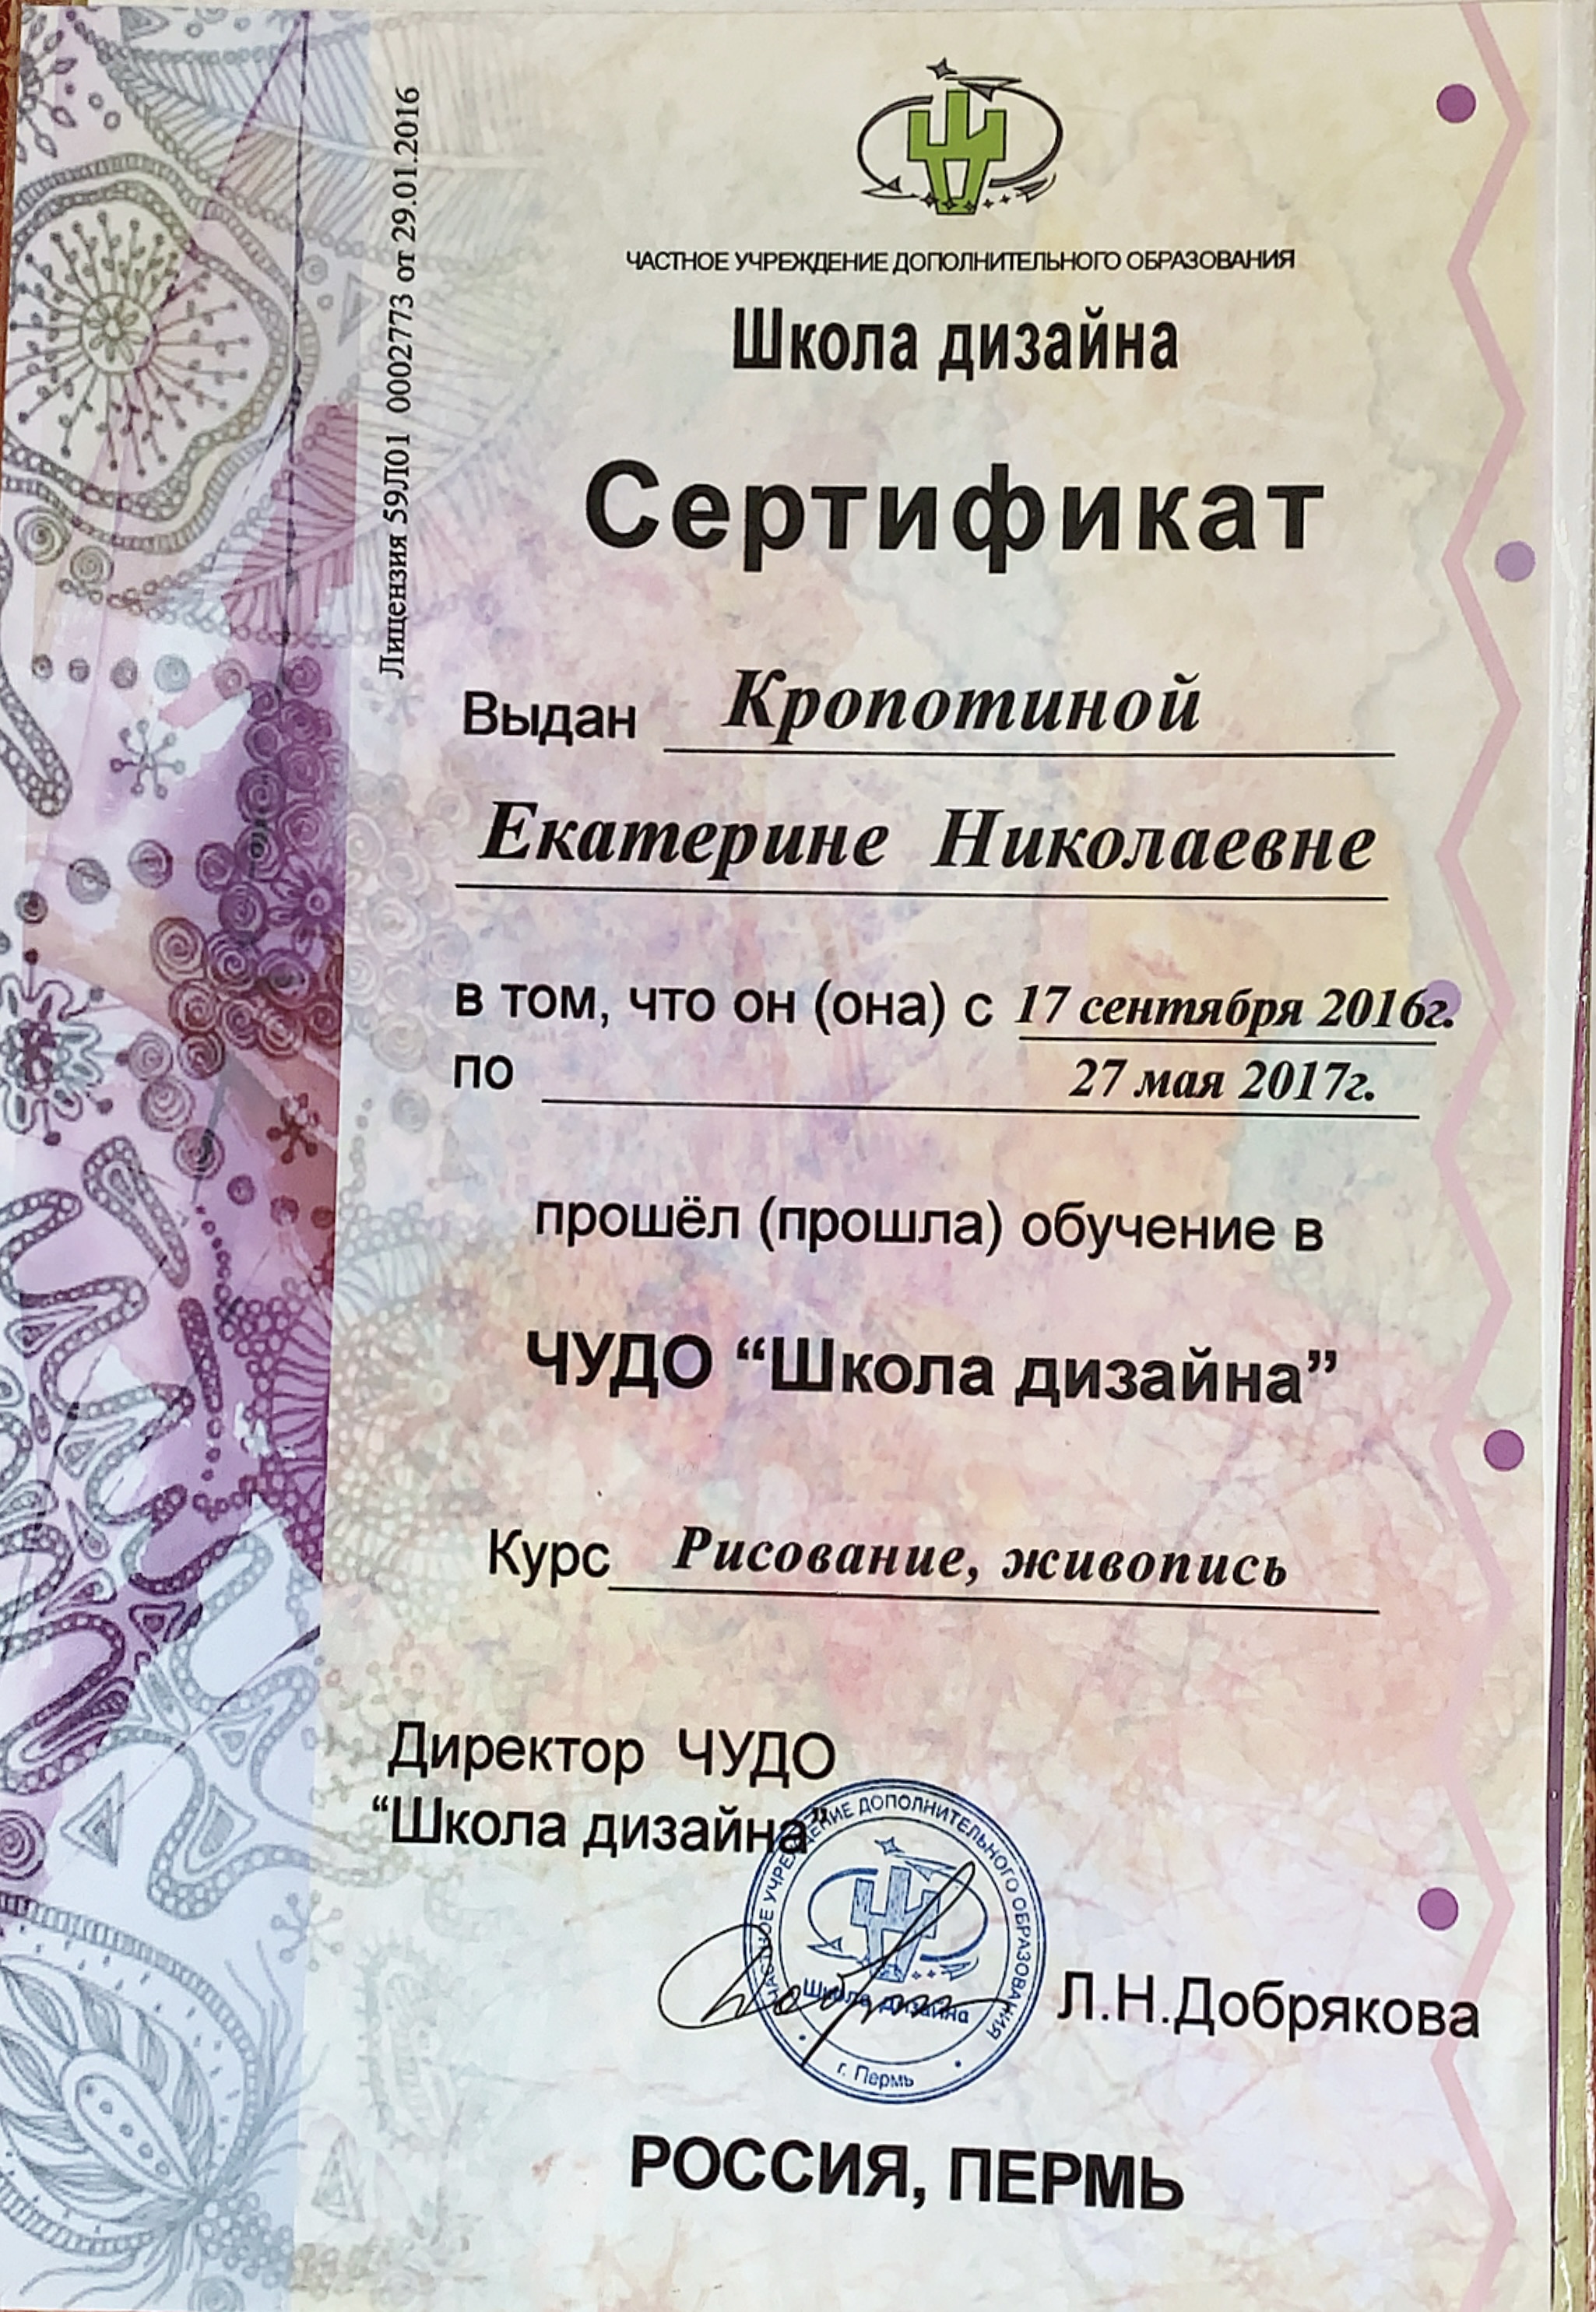 Лицензия 59Л01 0002773 от 29.01.2016
ЧАСТНОЕ УЧРЕЖДЕНИЕ ДОПОЛНИТЕЛЬНОГО ОБРАЗОВАНИЯ
Школа дизайна
Сертификат
Выдан Кропотиной
Екатерине Николаевне
в том, что он (она) с 17 сентября 2016г.
по 27 мая 2017г.
прошёл (прошла) обучение в
ЧУДО “Школа дизайна”
Курс Рисование, живопись
Директор ЧУДО
“Школа дизайна”
ЧАСТНОЕ УЧРЕЖДЕНИЕ ДОПОЛНИТЕЛЬНОГО ОБРАЗОВАНИЯ
Школа дизайна
г. Пермь
Л.Н.Добрякова
РОССИЯ, ПЕРМЬ